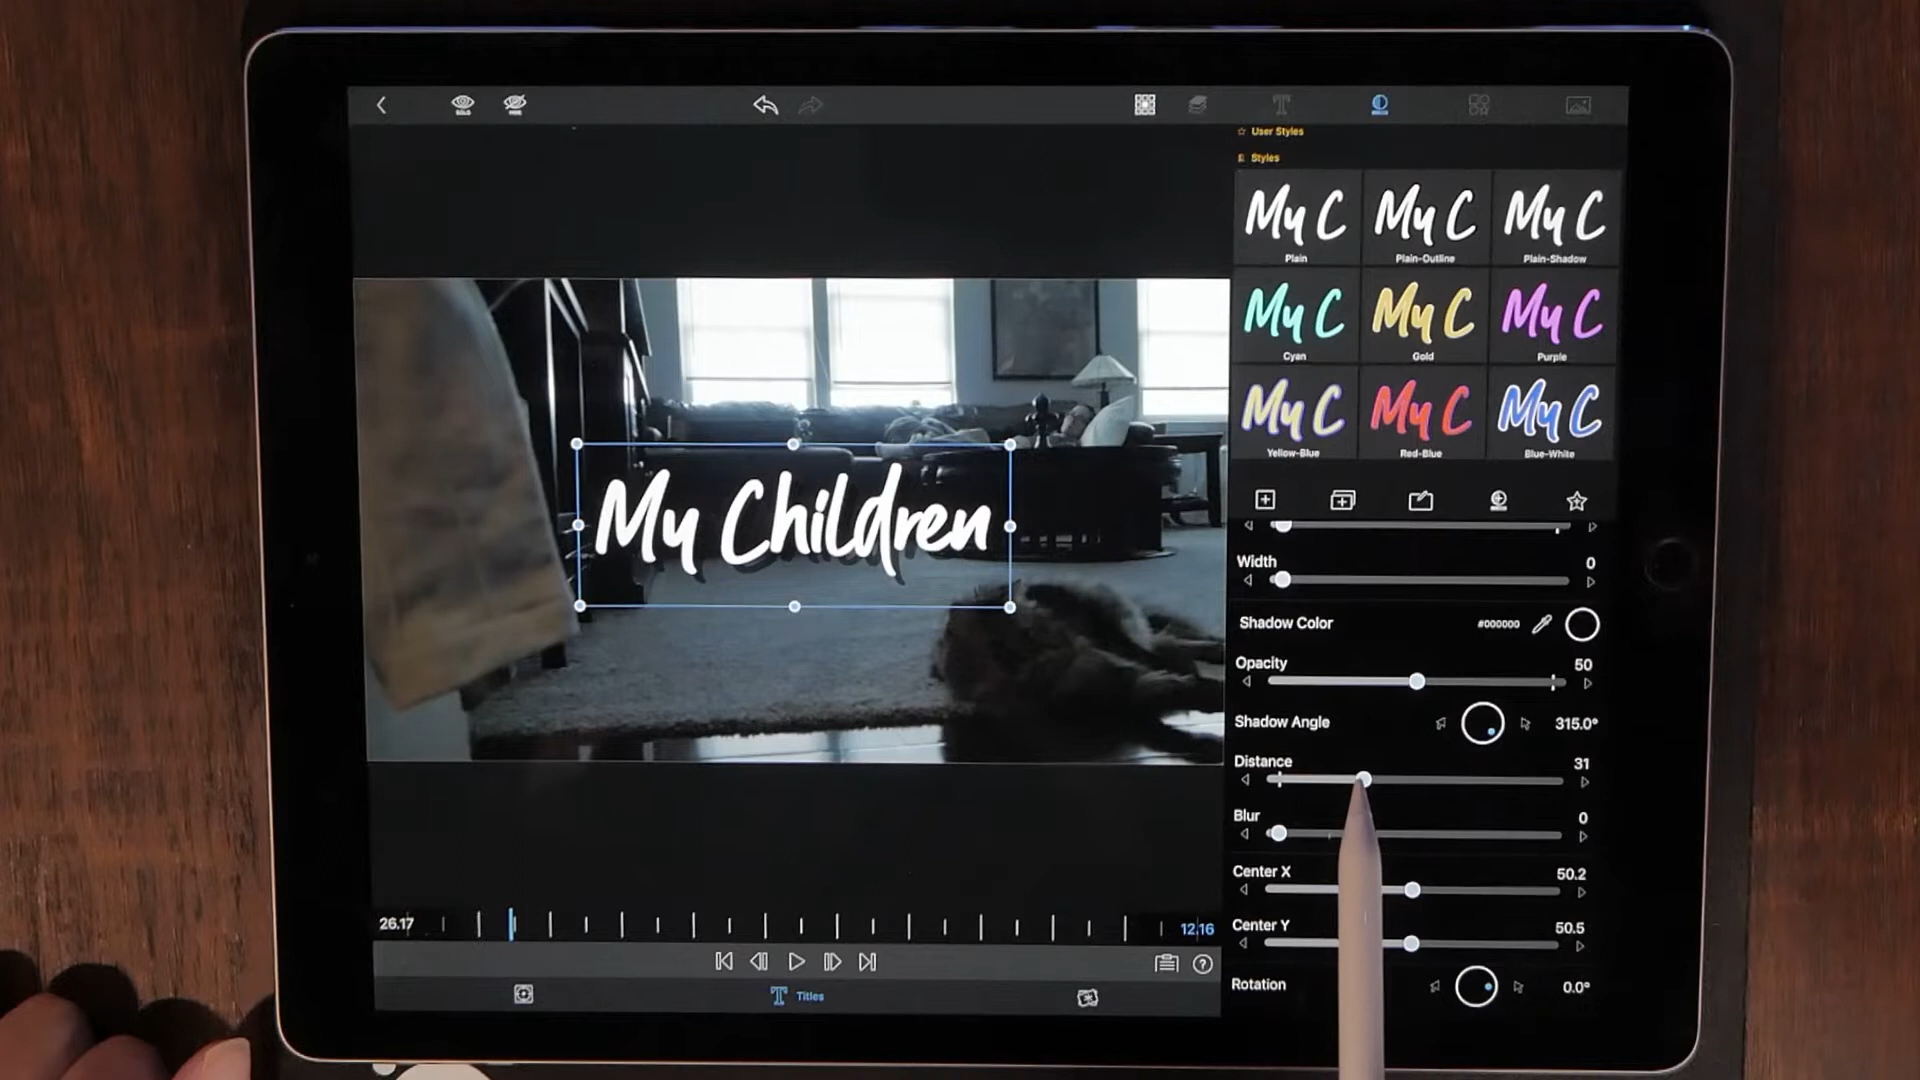 SOLO
HIDE
User Styles
Styles
My C
My C
My C
Plain
Plain-Outline
Plain-Shadow
My C
My C
My C
Cyan
Gold
Purple
My C
My C
My C
Yellow-Blue
Red-Blue
Blue-White
My Children
Width
0
Shadow Color
#000000
Opacity
50
Shadow Angle
315.0°
Distance
31
Blur
0
Center X
50.2
Center Y
50.5
Rotation
0.0°
26.17
12.16
?
T Titles